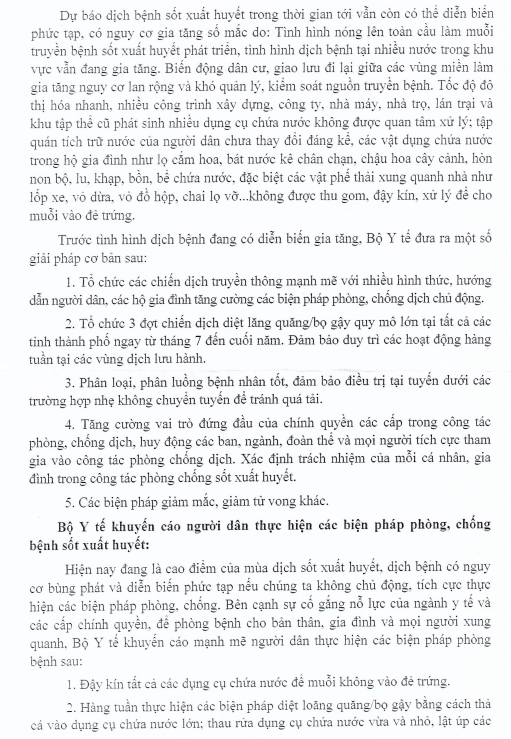 Dự báo dịch bệnh sốt xuất huyết trong thời gian tới vẫn còn có thể diễn biến
phức tạp, có nguy cơ gia tăng số mắc do: Tình hình nóng lên toàn cầu làm muỗi
truyền bệnh sốt xuất huyết phát triển, tình hình dịch bệnh tại nhiều nước trong khu
vực vẫn đang gia tăng. Biến động dân cư, giao lưu đi lại giữa các vùng miền làm
gia tăng nguy cơ lan rộng và khó quản lý, kiểm soát nguồn truyền bệnh. Tốc độ đô
thị hóa nhanh, nhiều công trình xây dựng, công ty, nhà máy, nhà trọ, lán trại và
khu tập thể cũ phát sinh nhiều dụng cụ chứa nước không được quan tâm xử lý; tập
quán tích trữ nước của người dân chưa thay đổi đáng kể, các vật dụng chứa nước
trong hộ gia đình như lọ cắm hoa, bát nước kê chân chạn, chậu hoa cây cảnh, hòn
non bộ, lu, khạp, bồn, bể chứa nước, đặc biệt các vật phế thải xung quanh nhà như
lốp xe, vỏ dừa, vỏ đồ hộp, chai lọ vỡ...không được thu gom, đậy kín, xử lý để cho
muỗi vào đẻ trứng.
Trước tình hình dịch bệnh đang có diễn biến gia tăng, Bộ Y tế đưa ra một số
giải pháp cơ bản sau:
1. Tổ chức các chiến dịch truyền thông mạnh mẽ với nhiều hình thức, hướng
dẫn người dân, các hộ gia đình tăng cường các biện pháp phòng, chống dịch chủ động.
2. Tổ chức 3 đợt chiến dịch diệt lăng quăng/bọ gậy quy mô lớn tại tất cả các
tỉnh thành phố ngay từ tháng 7 đến cuối năm. Đảm bảo duy trì các hoạt động hàng
tuần tại các vùng dịch lưu hành.
3. Phân loại, phân luồng bệnh nhân tốt, đảm bảo điều trị tại tuyến dưới các
trường hợp nhẹ không chuyển tuyến để tránh quá tải.
4. Tăng cường vai trò đứng đầu của chính quyền các cấp trong công tác
phòng, chống dịch, huy động các ban, ngành, đoàn thể và mọi người tích cực tham
gia vào công tác phòng chống dịch. Xác định trách nhiệm của mỗi cá nhân, gia
đình trong công tác phòng chống sốt xuất huyết.
5. Các biện pháp giảm mắc, giảm tử vong khác.
Bộ Y tế khuyến cáo người dân thực hiện các biện pháp phòng, chống
bệnh sốt xuất huyết:
Hiện nay đang là cao điểm của mùa dịch sốt xuất huyết, dịch bệnh có nguy
cơ bùng phát và diễn biến phức tạp nếu chúng ta không chủ động, tích cực thực
hiện các biện pháp phòng, chống. Bên cạnh sự cố gắng nỗ lực của ngành y tế và
các cấp chính quyền, để phòng bệnh cho bản thân, gia đình và mọi người xung
quanh, Bộ Y tế khuyến cáo mạnh mẽ người dân thực hiện các biện pháp phòng
bệnh sau:
1. Đậy kín tất cả các dụng cụ chứa nước để muỗi không vào đẻ trứng.
2. Hàng tuần thực hiện các biện pháp diệt loăng quăng/bọ gậy bằng cách thả
cá vào dụng cụ chứa nước lớn; thau rửa dụng cụ chứa nước vừa và nhỏ, lật úp các